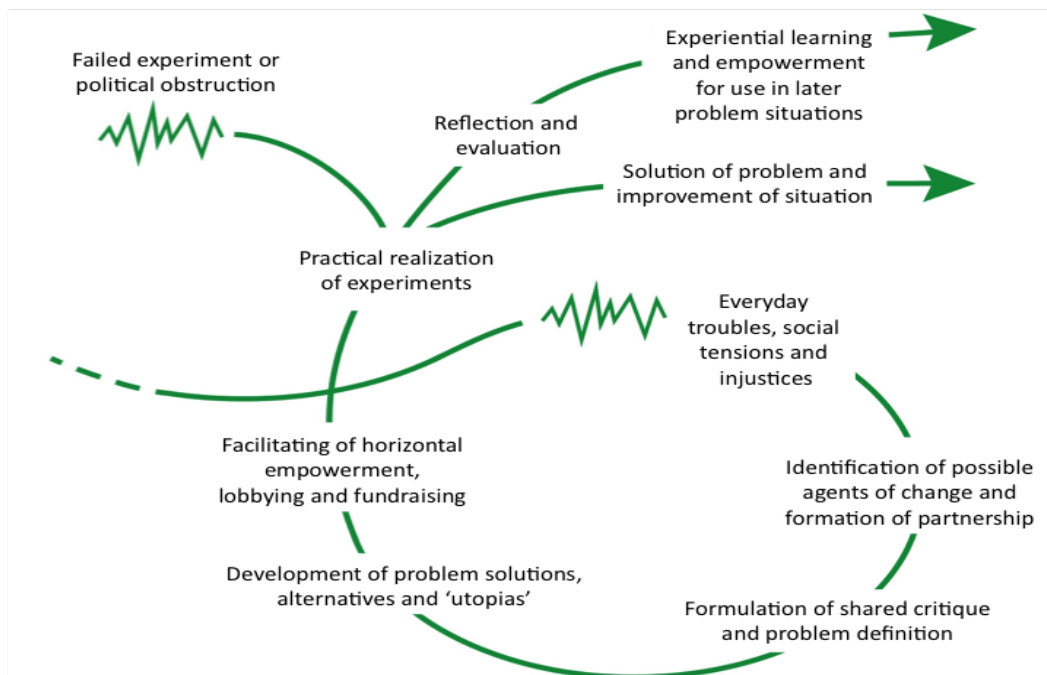 Failed experiment or
political obstruction
Experiential learning
and empowerment
for use in later
problem situations
Reflection and
evaluation
Solution of problem and
improvement of situation
Practical realization
of experiments
Everyday
troubles, social
tensions and
injustices
Identification of possible
agents of change and
formation of partnership
Formulation of shared critique
and problem definition
Development of problem solutions,
alternatives and ‘utopias’
Facilitating of horizontal
empowerment,
lobbying and fundraising